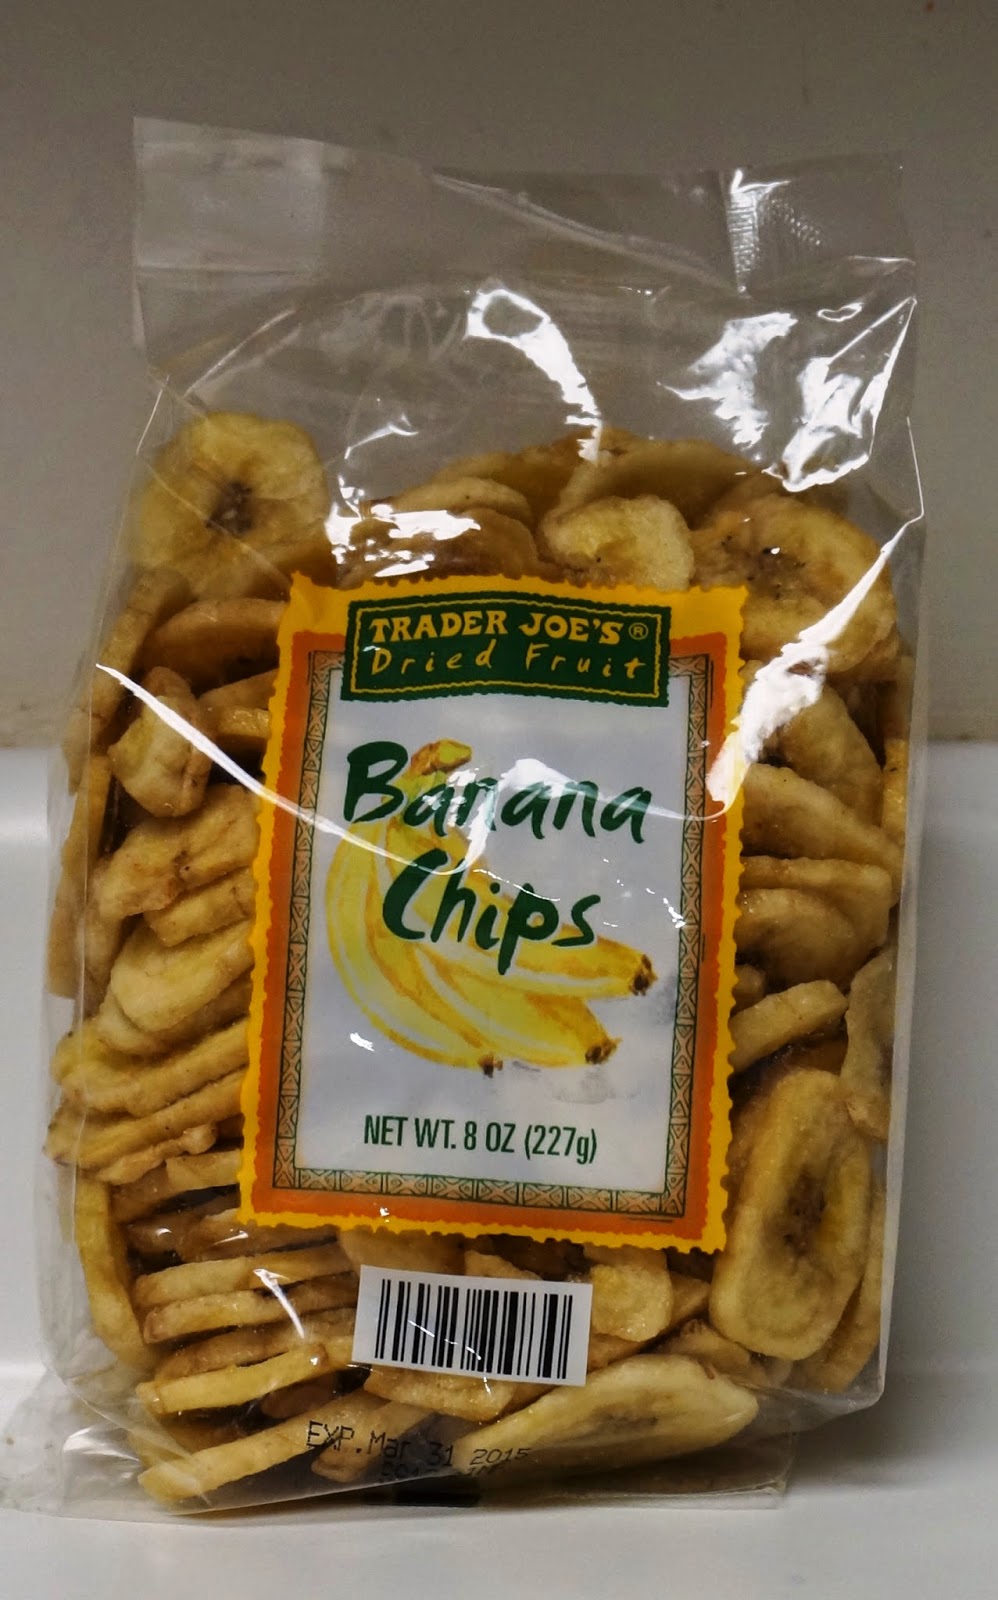 TRADER JOE'S®
Dried Fruit
Banana
Chips
NET WT. 8 OZ (227g)
EXP. Mar 31 2015